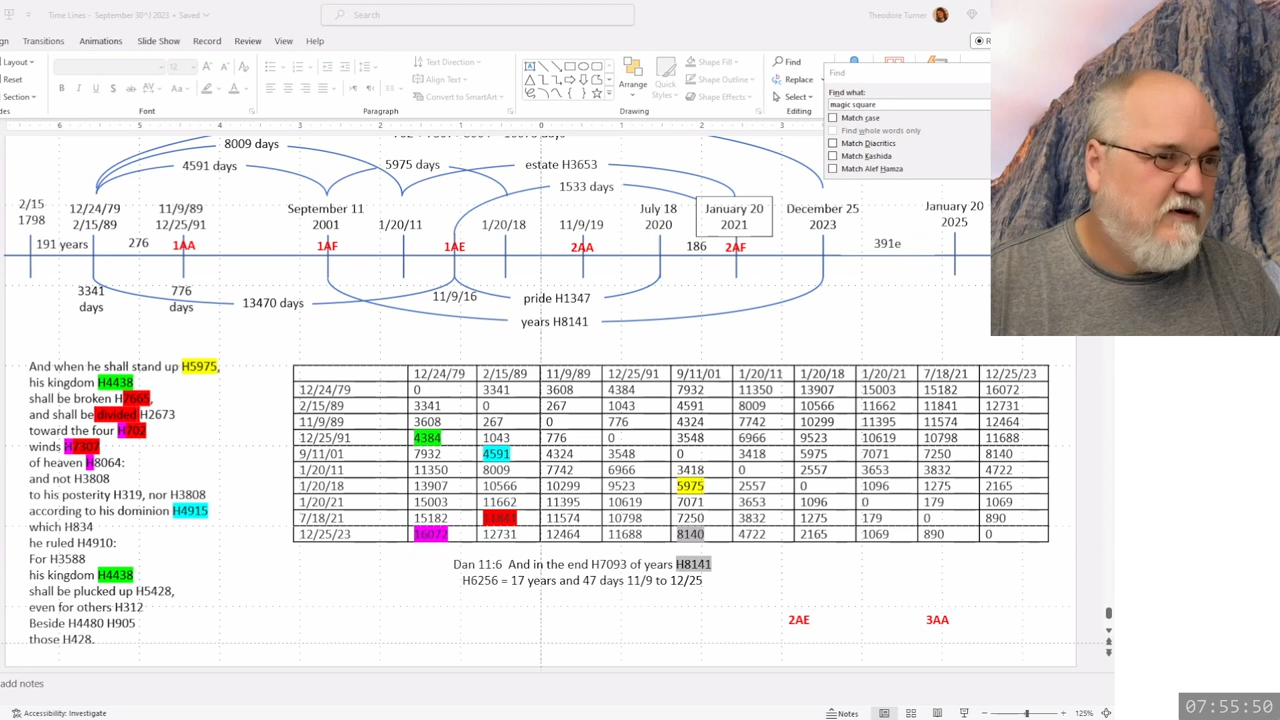 Time Lines - September 30^J 2023 • Saved
Search
Theodore Turner
gn Transitions Animations Slide Show Record Review View Help
Layout
Reset
Section
Text Direction
Align Text
Convert to SmartArt
Arrange
Quick
Styles
Shape Fill
Shape Outline
Shape Effects
Find
Replace
Select
Font
Paragraph
Drawing
Editing
Find
Find what:
magic square
Match case
Find whole words only
Match Diacritics
Match Kashida
Match Alef Hamza
6 5 4 3 2 1 0 1 2 3
8009 days
4591 days
5975 days
estate H3653
1533 days
2/15
1798
12/24/79
2/15/89
11/9/89
12/25/91
September 11
2001
1/20/11
1/20/18
11/9/19
July 18
2020
January 20
2021
December 25
2023
January 20
2025
191 years
276
1AA
1AF
1AE
2AA
186
2AF
391e
3341
days
776
days
13470 days
11/9/16
pride H1347
years H8141
And when he shall stand up H5975,
his kingdom H4438
shall be broken H7665,
and shall be divided H2673
toward the four H702
winds H7307
of heaven H8064:
and not H3808
to his posterity H319, nor H3808
according to his dominion H4915
which H834
he ruled H4910:
For H3588
his kingdom H4438
shall be plucked up H5428,
even for others H312
Beside H4480 H905
those H428.
12/24/79 2/15/89 11/9/89 12/25/91 9/11/01 1/20/11 1/20/18 1/20/21 7/18/21 12/25/23
12/24/79 0 3341 3608 4384 7932 11350 13907 15003 15182 16072
2/15/89 3341 0 267 1043 4591 8009 10566 11662 11841 12731
11/9/89 3608 267 0 776 4324 7742 10299 11395 11574 12464
12/25/91 4384 1043 776 0 3548 6966 9523 10619 10798 11688
9/11/01 7932 4591 4324 3548 0 3418 5975 7071 7250 8140
1/20/11 11350 8009 7742 6966 3418 0 2557 3653 3832 4722
1/20/18 13907 10566 10299 9523 5975 2557 0 1096 1275 2165
1/20/21 15003 11662 11395 10619 7071 3653 1096 0 179 1069
7/18/21 15182 11841 11574 10798 7250 3832 1275 179 0 890
12/25/23 16072 12731 12464 11688 8140 4722 2165 1069 890 0
Dan 11:6 And in the end H7093 of years H8141
H6256 = 17 years and 47 days 11/9 to 12/25
2AE
3AA
add notes
Accessibility: Investigate
Notes
125%
07:55:50